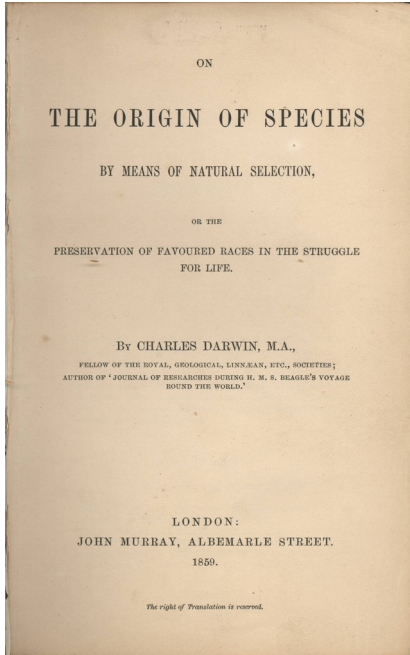 ON
THE ORIGIN OF SPECIES
BY MEANS OF NATURAL SELECTION,
OR THE
PRESERVATION OF FAVOURED RACES IN THE STRUGGLE
FOR LIFE.
BY CHARLES DARWIN, M.A.,
FELLOW OF THE ROYAL, GEOLOGICAL, LINNÆAN, ETC., SOCIETIES;
AUTHOR OF 'JOURNAL OF RESEARCHES DURING H. M. S. BEAGLE'S VOYAGE
ROUND THE WORLD.'
LONDON:
JOHN MURRAY, ALBEMARLE STREET.
1859.
The right of Translation is reserved.